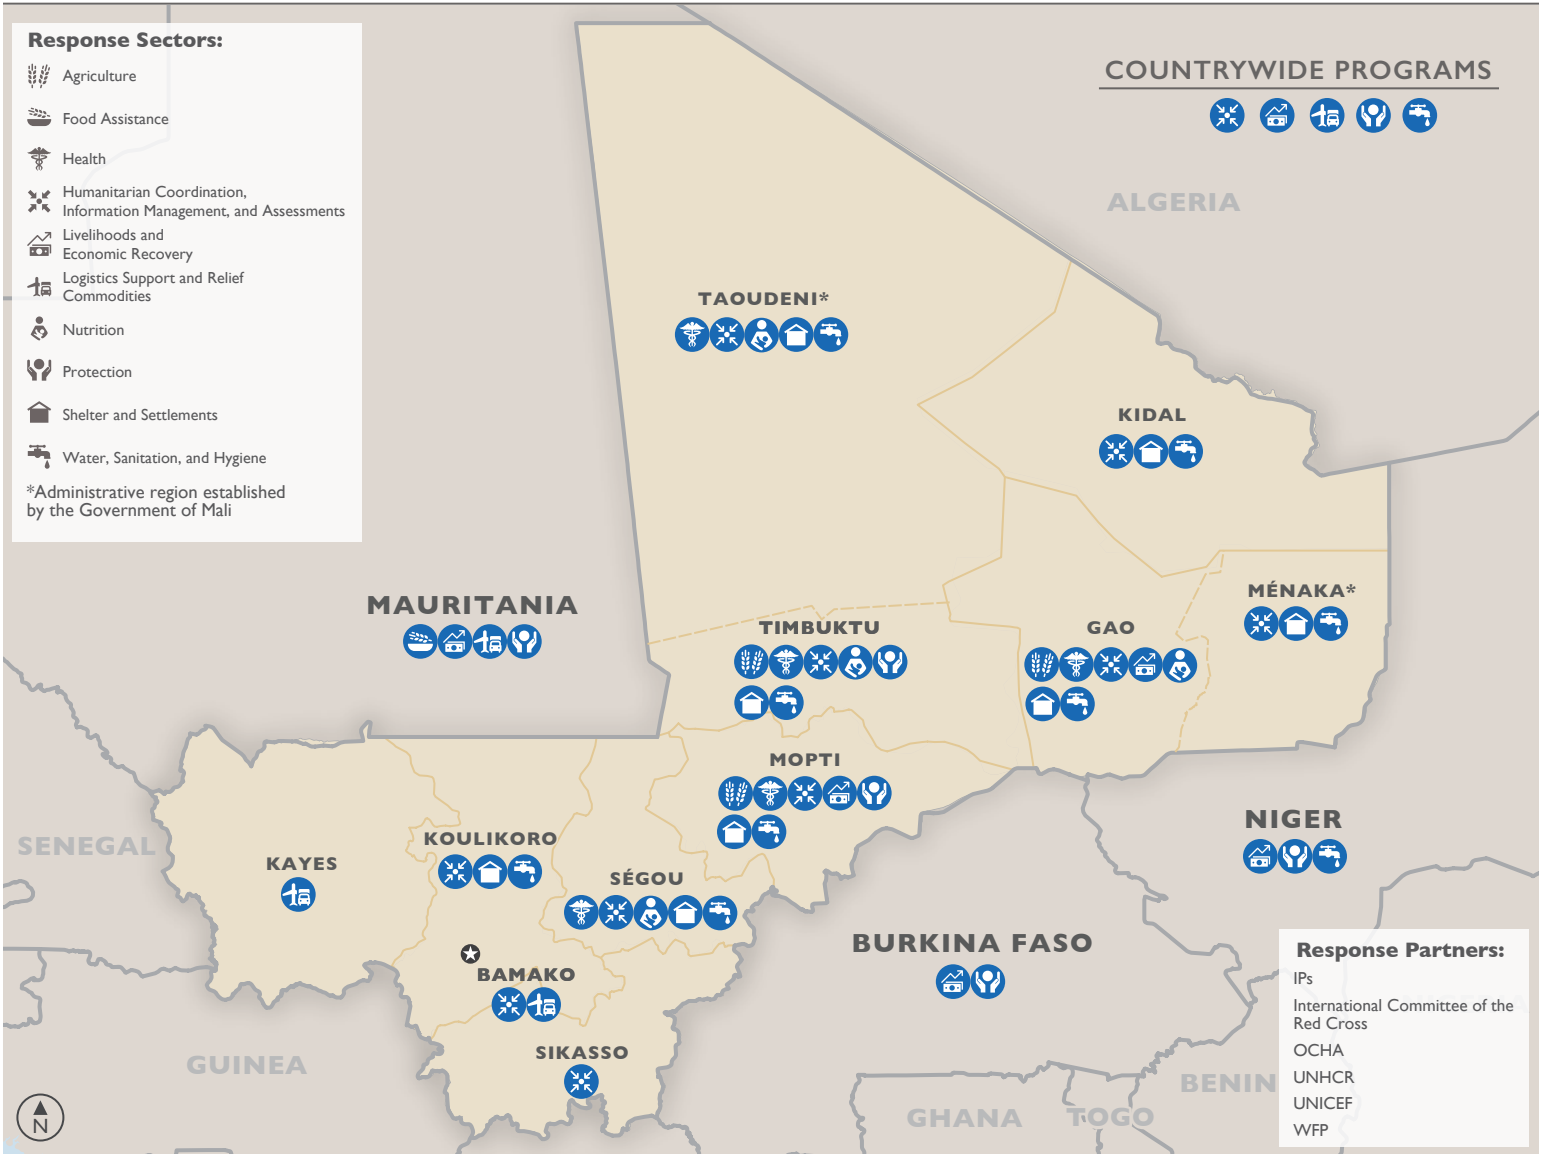 Response Sectors:
Agriculture
Food Assistance
Health
Humanitarian Coordination,
Information Management, and Assessments
Livelihoods and
Economic Recovery
Logistics Support and Relief
Commodities
Nutrition
Protection
Shelter and Settlements
Water, Sanitation, and Hygiene
*Administrative region established
by the Government of Mali
COUNTRYWIDE PROGRAMS
ALGERIA
TAOUDENI*
KIDAL
MÉNAKA*
MAURITANIA
TIMBUKTU
GAO
MOPTI
NIGER
SENEGAL
KOULIKORO
KAYES
SÉGOU
BURKINA FASO
BAMAKO
SIKASSO
GUINEA
GHANA
TOGO
BENIN
Response Partners:
IPs
International Committee of the
Red Cross
OCHA
UNHCR
UNICEF
WFP
N